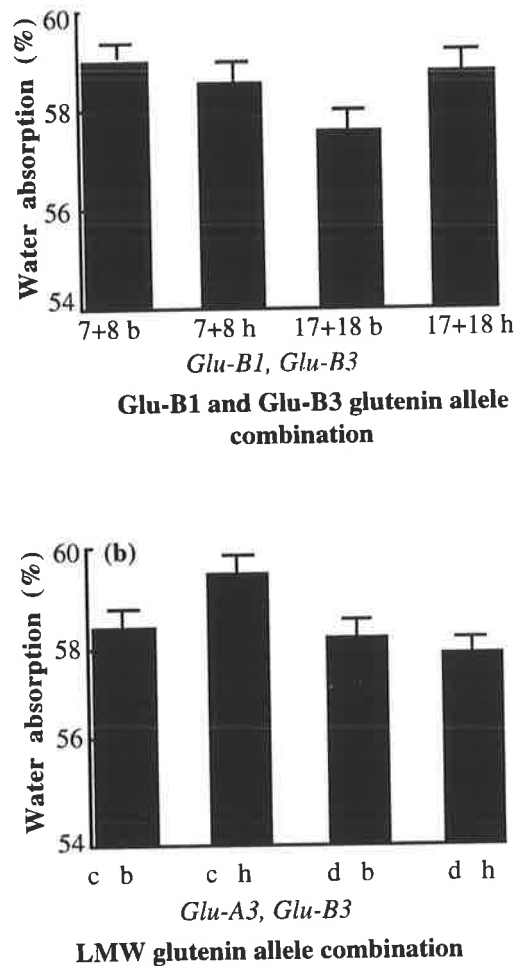 60
58
56
54
Water absorption (%)
7+8 b 7+8 h 17+18 b 17+18 h
Glu-B1, Glu-B3
Glu-B1 and Glu-B3 glutenin allele
combination
60
(b)
58
56
54
Water absorption (%)
c b c h d b d h
Glu-A3, Glu-B3
LMW glutenin allele combination